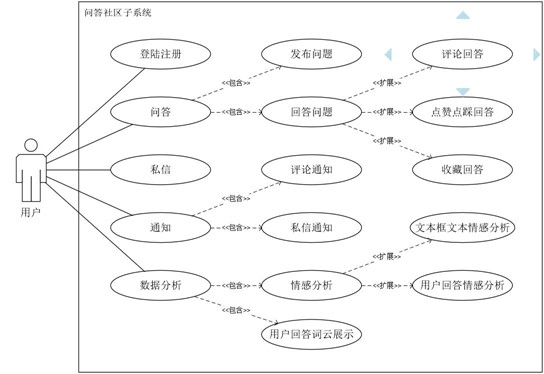 问答社区子系统
登陆注册
发布问题
评论回答
<<包含>>
<<扩展>>
问答
<<包含>>
回答问题
<<扩展>>
点赞点踩回答
<<扩展>>
用户
私信
评论通知
收藏回答
<<包含>>
通知
<<包含>>
私信通知
文本框文本情感分析
<<扩展>>
数据分析
<<包含>>
情感分析
<<扩展>>
用户回答情感分析
<<包含>>
用户回答词云展示